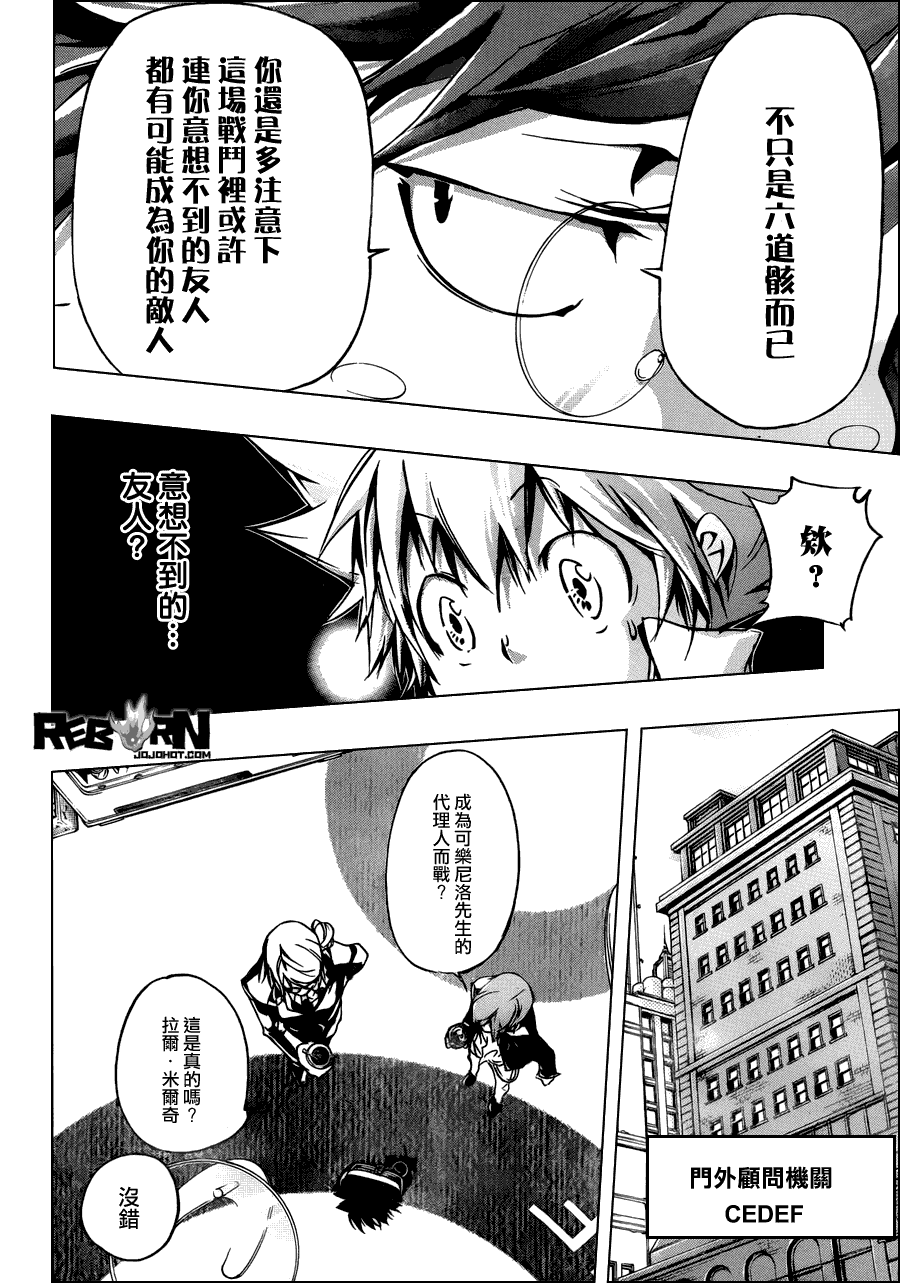 不只是六道骸而已
你還是多注意下
這場戰鬥裡或許
連你意想不到的友人
都有可能成為你的敵人
欸？
意想不到的…
友人？
REBORN
JOJOHOT.COM
門外顧問機關
CEDEF
成為可樂尼洛先生的
代理人而戰？
這是真的嗎？
拉爾．米爾奇
沒錯